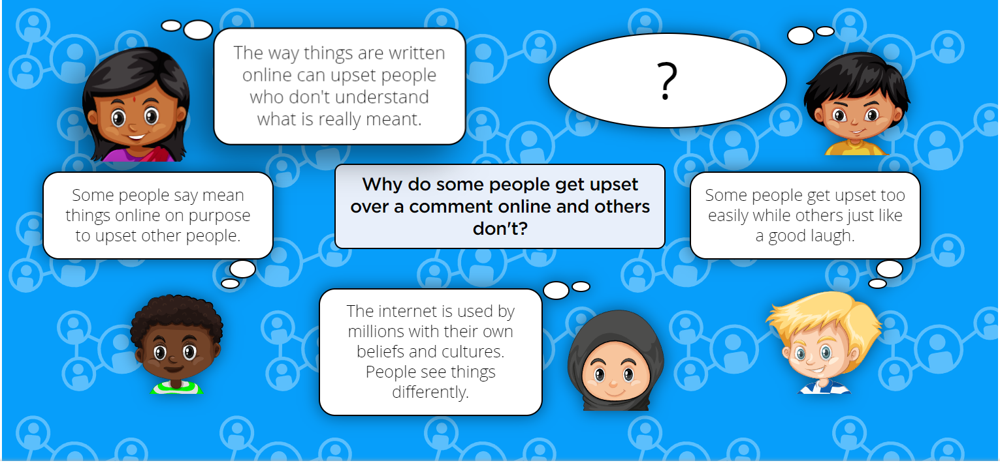 The way things are written
online can upset people
who don't understand
what is really meant.
?
Some people say mean
things online on purpose
to upset other people.
Why do some people get upset
over a comment online and others
don't?
Some people get upset too
easily while others just like
a good laugh.
The internet is used by
millions with their own
beliefs and cultures.
People see things
differently.